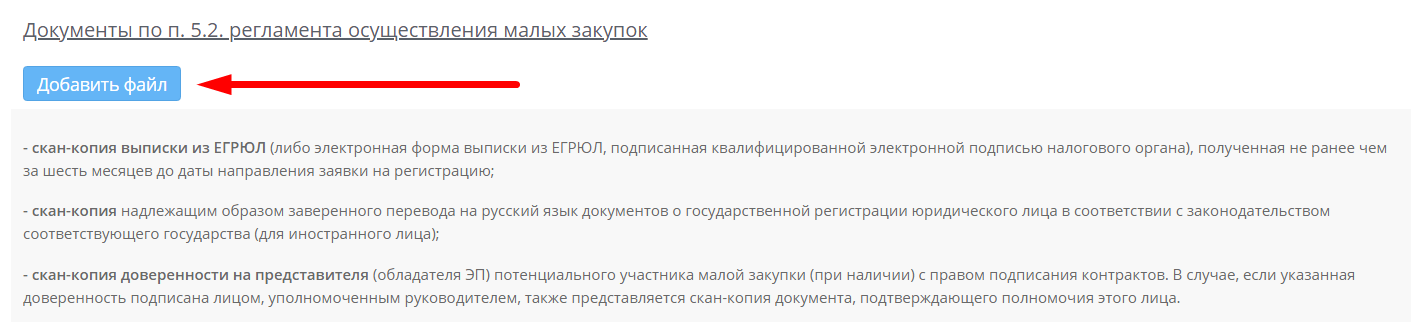 Документы по п. 5.2. регламента осуществления малых закупок
Добавить файл
- скан-копия выписки из ЕГРЮЛ (либо электронная форма выписки из ЕГРЮЛ, подписанная квалифицированной электронной подписью налогового органа), полученная не ранее чем
за шесть месяцев до даты направления заявки на регистрацию;
- скан-копия надлежащим образом заверенного перевода на русский язык документов о государственной регистрации юридического лица в соответствии с законодательством
соответствующего государства (для иностранного лица);
- скан-копия доверенности на представителя (обладателя ЭП) потенциального участника малой закупки (при наличии) с правом подписания контрактов. В случае, если указанная
доверенность подписана лицом, уполномоченным руководителем, также представляется скан-копия документа, подтверждающего полномочия этого лица.